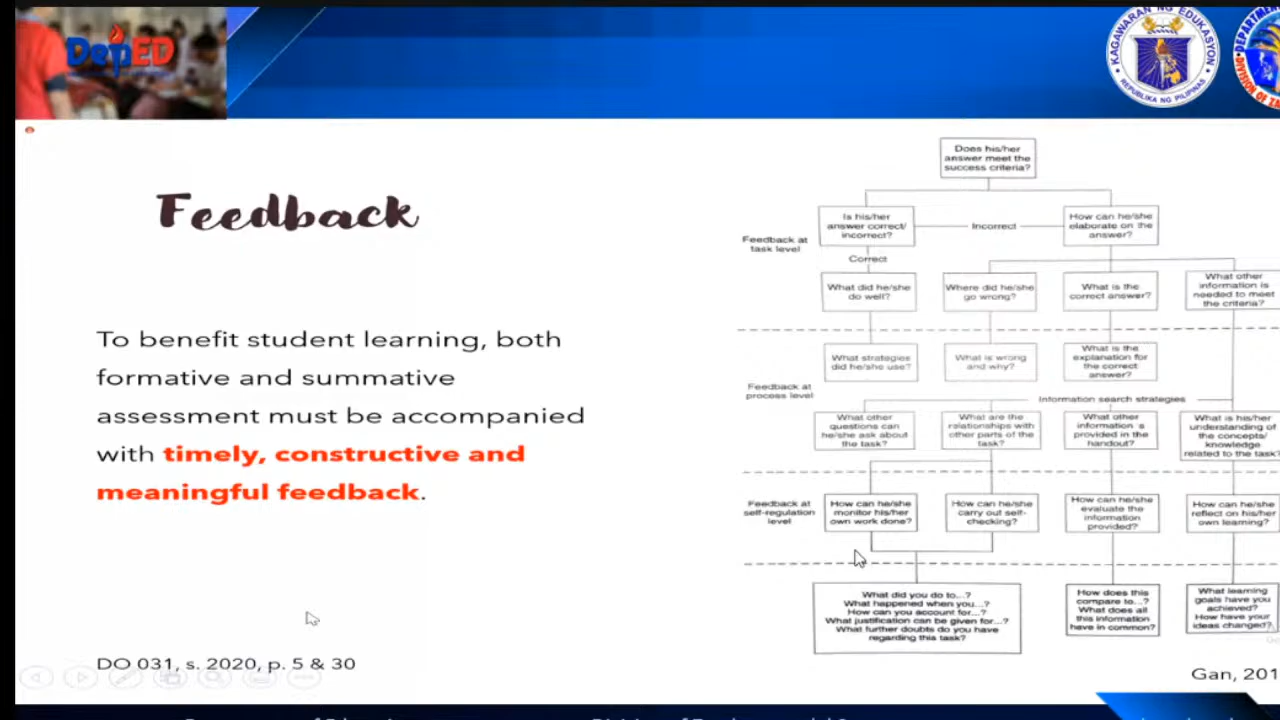 DepED
KAGAWARAN NG EDUKASYON
REPUBLIKA NG PILIPINAS
Feedback
To benefit student learning, both
formative and summative
assessment must be accompanied
with timely, constructive and
meaningful feedback.
DO 031, s. 2020, p. 5 & 30
Does his/her
answer meet the
success criteria?
Feedback at
task level
Is his/her
answer correct/
incorrect?
Incorrect
How can he/she
elaborate on the
answer?
Correct
What did he/she
do well?
Where did he/she
go wrong?
What is the
correct answer?
What other
information is
needed to meet
the criteria?
Feedback at
process level
What strategies
did he/she use?
What is wrong
and why?
What is the
explanation for
the correct
answer?
Information search strategies
What other
questions can
he/she ask about
the task?
What are the
relationships with
other parts of the
task?
What other
information is
provided in the
handout?
What is his/her
understanding of
the concepts/
knowledge
related to the task?
Feedback at
self-regulation
level
How can he/she
monitor his/her
own work done?
How can he/she
carry out self-
checking?
How can he/she
evaluate the
information
provided?
How can he/she
reflect on his/her
own learning?
What did you do to...?
What happened when you...?
How can you account for...?
What justification can be given for...?
What further doubts do you have
regarding this task?
How does this
compare to...?
What does all
this information
have in common?
What learning
goals have you
achieved?
How have your
ideas changed?
Gan, 201